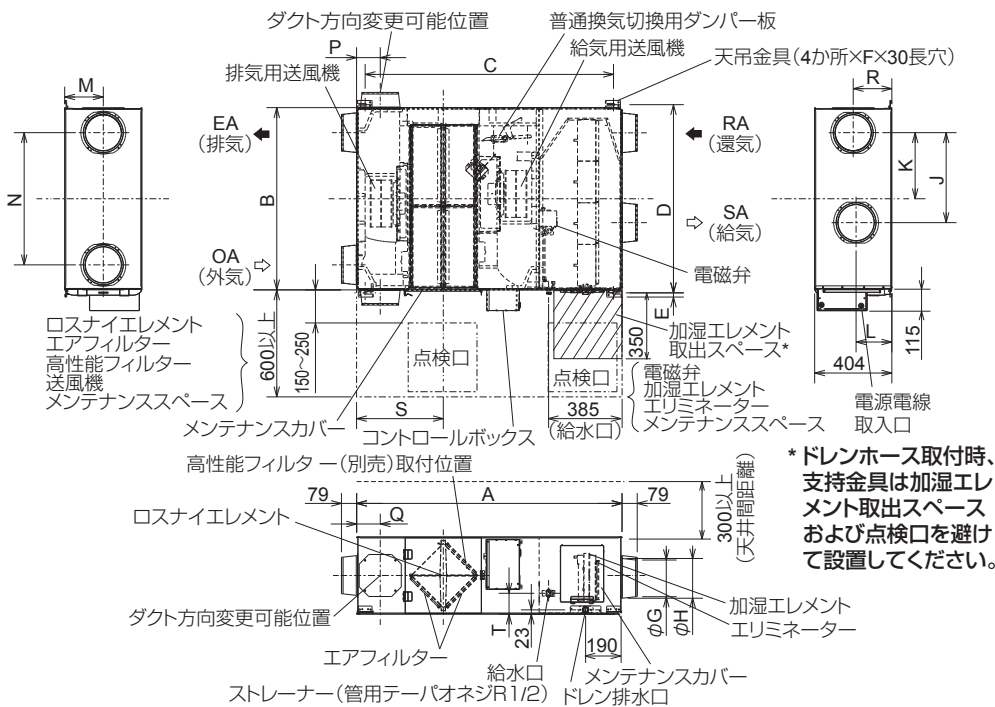 ダクト方向変更可能位置
普通換気切換用ダンパー板
給気用送風機
P
C
天吊金具(4か所×F×30長穴)
排気用送風機
M
R
EA
(排気)
RA
(還気)
N
B
D
K
J
SA
(給気)
OA
(外気)
電磁弁
E
L
115
404
ロスナイエレメント
エアフィルター
高性能フィルター
送風機
メンテナンススペース
600以上
150~250
点検口
350
点検口
加湿エレメント
取出スペース*
電磁弁
加湿エレメント
エリミネーター
メンテナンススペース
S
385
(給水口)
電源電線
取入口
メンテナンスカバー
コントロールボックス
高性能フィルター(別売)取付位置
*ドレンホース取付時、
支持金具は加湿エレ
メント取出スペース
および点検口を避け
て設置してください。
79
A
79
300以上
(天井間距離)
Q
ロスナイエレメント
ダクト方向変更可能位置
T
23
190
φG
φH
加湿エレメント
エリミネーター
エアフィルター
給水口
メンテナンスカバー
ストレーナー(管用テーパオネジR1/2)
ドレン排水口